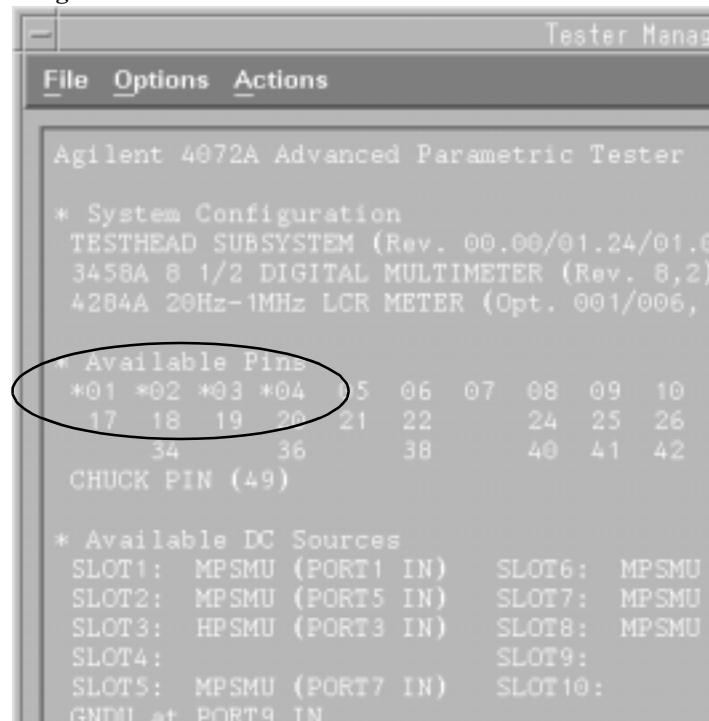 Tester Manag
File Options Actions
Agilent 4072A Advanced Parametric Tester
* System Configuration
TESTHEAD SUBSYSTEM (Rev. 00.00/01.24/01.0
3458A 8 1/2 DIGITAL MULTIMETER (Rev. 8,2)
4284A 20Hz-1MHz LCR METER (Opt. 001/006,
* Available Pins
*01 *02 *03 *04 05 06 07 08 09 10
17 18 19 20 21 22 24 25 26
34 36 38 40 41 42
CHUCK PIN (49)
* Available DC Sources
SLOT1: MPSMU (PORT1 IN) SLOT6: MPSMU
SLOT2: MPSMU (PORT5 IN) SLOT7: MPSMU
SLOT3: HPSMU (PORT3 IN) SLOT8: MPSMU
SLOT4: SLOT9:
SLOT5: MPSMU (PORT7 IN) SLOT10:
GNDU at PORT9 IN